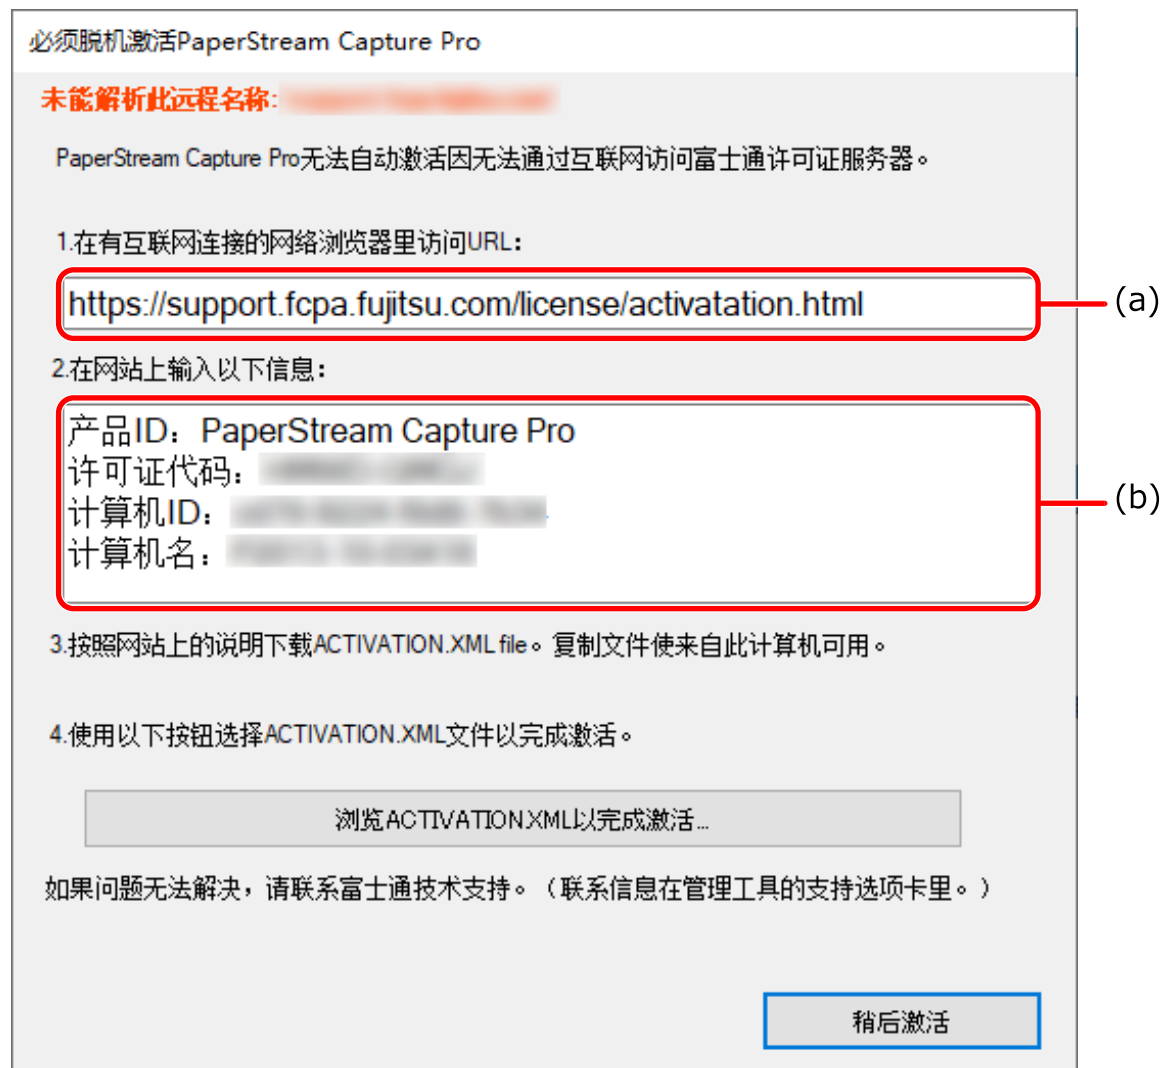 必须脱机激活PaperStream Capture Pro
未能解析此远程名称:
PaperStream Capture Pro无法自动激活因无法通过互联网访问富士通许可证服务器。
1.在有互联网连接的网络浏览器里访问URL:
https://support.fcpa.fujitsu.com/license/activatation.html
(a)
2.在网站上输入以下信息:
产品ID：PaperStream Capture Pro
许可证代码：
计算机ID：
计算机名：
(b)
3.按照网站上的说明下载ACTIVATION.XML file。复制文件使来自此计算机可用。
4.使用以下按钮选择ACTIVATION.XML文件以完成激活。
浏览ACTIVATION.XML以完成激活...
如果问题无法解决，请联系富士通技术支持。（联系信息在管理工具的支持选项卡里。）
稍后激活